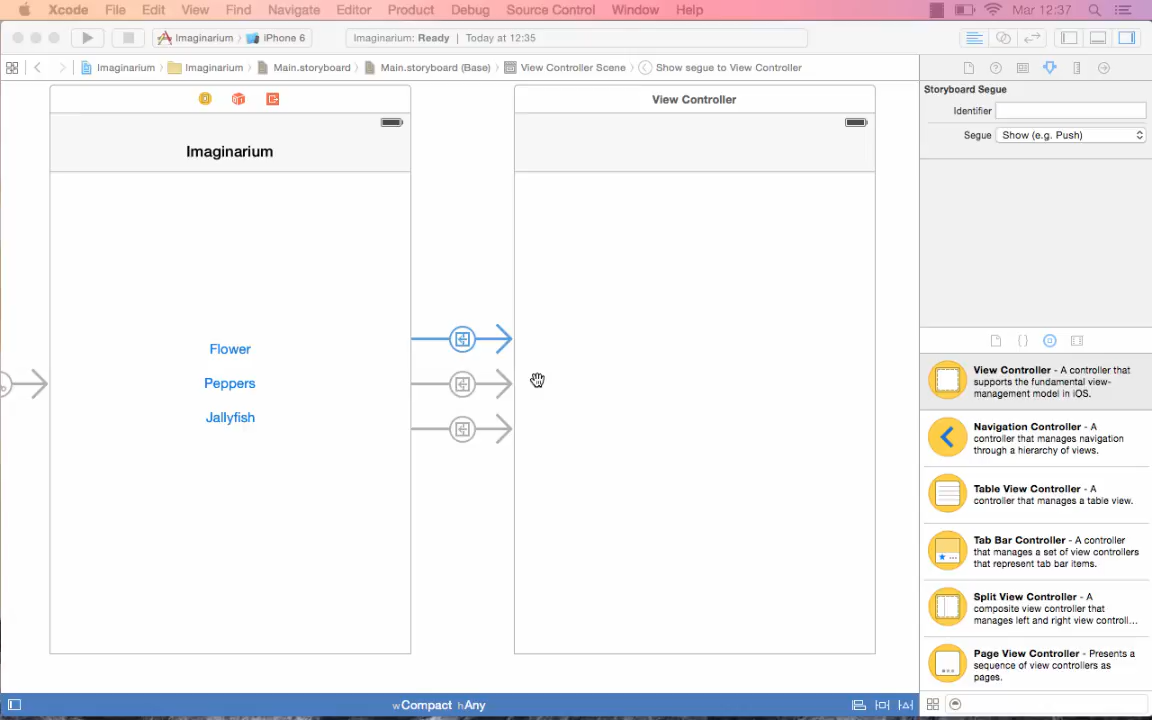 Xcode File Edit View Find Navigate Editor Product Debug Source Control Window Help Mar 12:37
Imaginarium iPhone 6 Imaginarium: Ready | Today at 12:35
Imaginarium Imaginarium Main.storyboard Main.storyboard (Base) View Controller Scene Show segue to View Controller
Storyboard Segue
Identifier
Segue Show (e.g. Push)
View Controller
Imaginarium
Flower
Peppers
Jallyfish
View Controller - A controller that
supports the fundamental view-
management model in iOS.
Navigation Controller - A
controller that manages navigation
through a hierarchy of views.
Table View Controller - A
controller that manages a table view.
Tab Bar Controller - A controller
that manages a set of view controllers
that represent tab bar items.
Split View Controller - A
composite view controller that
manages left and right view controll...
Page View Controller - Presents a
sequence of view controllers as
pages.
wCompact hAny